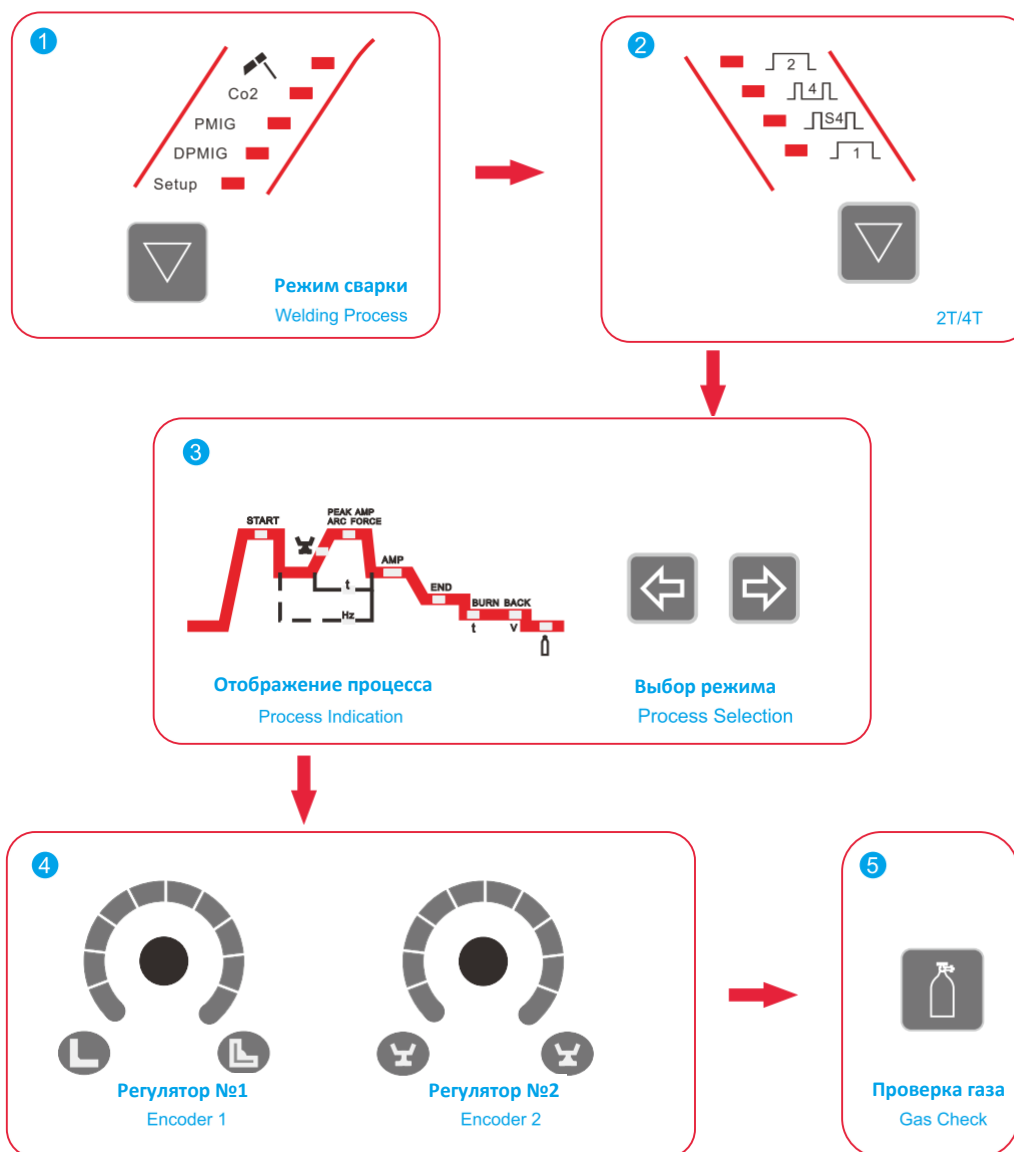 1
Co2
PMIG
DPMIG
Setup
Режим сварки
Welding Process
2
2
4
S4
1
2T/4T
3
START
PEAK AMP
ARC FORCE
AMP
t
END
Hz
BURN BACK
t
V
Отображение процесса
Process Indication
Выбор режима
Process Selection
4
Регулятор №1
Encoder 1
Регулятор №2
Encoder 2
5
Проверка газа
Gas Check